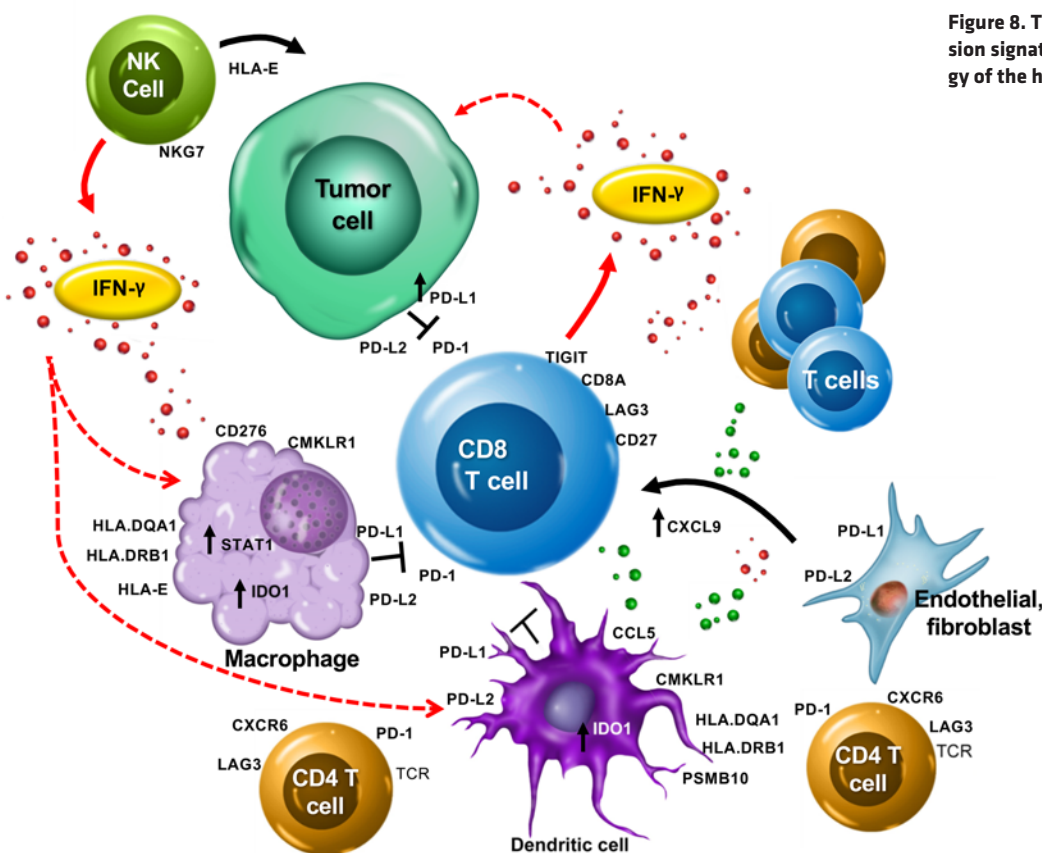 Figure 8. T
sion signat
gy of the h
NK
Cell
HLA-E
NKG7
Tumor
cell
IFN-γ
IFN-γ
PD-L1
PD-L2
PD-1
TIGIT
CD8A
LAG3
CD27
CD8
T cell
T cells
CD276
CMKLR1
HLA.DQA1
STAT1
HLA.DRB1
HLA-E
IDO1
PD-L1
PD-1
PD-L2
Macrophage
CXCL9
PD-L1
PD-L2
Endothelial,
fibroblast
CCL5
PD-L1
CMKLR1
PD-L2
IDO1
HLA.DQA1
HLA.DRB1
PSMB10
Dendritic cell
CXCR6
PD-1
LAG3
TCR
CD4 T
cell
PD-1
CXCR6
LAG3
TCR
CD4 T
cell